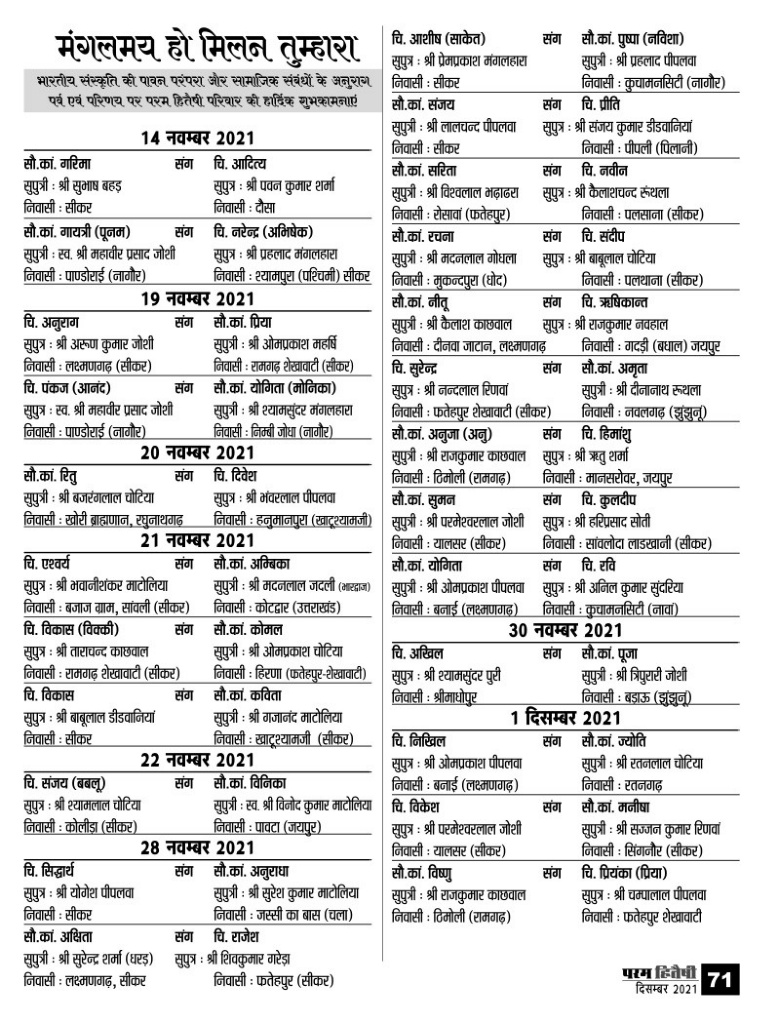 मंगलमय हो मिलन तुम्हारा
भारतीय संस्कृति की पावन परंपरा और सामाजिक संबंधों के अनुराग
पर्व एवं परिणय पर परम हितैषी परिवार की हार्दिक शुभकामनाएं
14 नवम्बर 2021
सौ.कां. गरिमा संग चि. आदित्य
सुपुत्री : श्री सुभाष बहड़ सुपुत्र : श्री पवन कुमार शर्मा
निवासी : सीकर निवासी : दौसा
सौ.कां. गायत्री (पूनम) संग चि. नरेन्द्र (अभिषेक)
सुपुत्री : स्व. श्री महावीर प्रसाद जोशी सुपुत्र : श्री प्रहलाद मंगलहारा
निवासी : पाण्डोराई (नागौर) निवासी : श्यामपुरा (पश्चिमी) सीकर
19 नवम्बर 2021
चि. अनुराग संग सौ.कां. प्रिया
सुपुत्र : श्री अरूण कुमार जोशी सुपुत्री : श्री ओमप्रकाश महर्षि
निवासी : लक्ष्मणगढ़ (सीकर) निवासी : रामगढ़ शेखावाटी (सीकर)
चि. पंकज (आनंद) संग सौ.कां. योगिता (मोनिका)
सुपुत्र : स्व. श्री महावीर प्रसाद जोशी सुपुत्री : श्री श्यामसुंदर मंगलहारा
निवासी : पाण्डोराई (नागौर) निवासी : निम्बी जोधा (नागौर)
20 नवम्बर 2021
सौ.कां. रितु संग चि. दिवेश
सुपुत्री : श्री बजरंगलाल चोटिया सुपुत्र : श्री भंवरलाल पीपलवा
निवासी : खोरी ब्राह्मणान, रघुनाथगढ़ निवासी : हनुमानपुरा (खाटूश्यामजी)
21 नवम्बर 2021
चि. एश्वर्य संग सौ.कां. अम्बिका
सुपुत्र : श्री भवानीशंकर माटोलिया सुपुत्री : श्री मदनलाल जदली (भारद्वाज)
निवासी : बजाज ग्राम, सांवली (सीकर) निवासी : कोटद्वार (उत्तराखंड)
चि. विकास (विक्की) संग सौ.कां. कोमल
सुपुत्र : श्री ताराचन्द काछवाल सुपुत्री : श्री ओमप्रकाश चोटिया
निवासी : रामगढ़ शेखावाटी (सीकर) निवासी : हिरणा (फतेहपुर-शेखावाटी)
चि. विकास संग सौ.कां. कविता
सुपुत्र : श्री बाबूलाल डीडवानियां सुपुत्री : श्री गजानंद माटोलिया
निवासी : सीकर निवासी : खाटूश्यामजी (सीकर)
22 नवम्बर 2021
चि. संजय (बबलू) संग सौ.कां. विनिका
सुपुत्र : श्री श्यामलाल चोटिया सुपुत्री : स्व. श्री विनोद कुमार माटोलिया
निवासी : कोलीड़ा (सीकर) निवासी : पावटा (जयपुर)
28 नवम्बर 2021
चि. सिद्धार्थ संग सौ.कां. अनुराधा
सुपुत्र : श्री योगेश पीपलवा सुपुत्री : श्री सुरेश कुमार माटोलिया
निवासी : सीकर निवासी : जस्सी का बास (चला)
सौ.कां. अक्षिता संग चि. राजेश
सुपुत्री : श्री सुरेन्द्र शर्मा (धरड़) सुपुत्र : श्री शिवकुमार गरेड़ा
निवासी : लक्ष्मणगढ़, सीकर निवासी : फतेहपुर (सीकर)
चि. आशीष (साकेत) संग सौ.कां. पुष्पा (नविशा)
सुपुत्र : श्री प्रेमप्रकाश मंगलहारा सुपुत्री : श्री प्रहलाद पीपलवा
निवासी : सीकर निवासी : कुचामनसिटी (नागौर)
सौ.कां. संजय संग चि. प्रीति
सुपुत्री : श्री लालचन्द पीपलवा सुपुत्र : श्री संजय कुमार डीडवानियां
निवासी : सीकर निवासी : पीपली (पिलानी)
सौ.कां. सरिता संग चि. नवीन
सुपुत्री : श्री विश्वलाल भढ़ाढरा सुपुत्र : श्री कैलाशचन्द रूंथला
निवासी : रोसावां (फतेहपुर) निवासी : पलसाना (सीकर)
सौ.कां. रचना संग चि. संदीप
सुपुत्री : श्री मदनलाल गोधला सुपुत्र : श्री बाबूलाल चोटिया
निवासी : मुकन्दपुरा (धोद) निवासी : पलथाना (सीकर)
सौ.कां. नीतू संग चि. ऋषिकान्त
सुपुत्री : श्री कैलाश काछवाल सुपुत्र : श्री राजकुमार नवहाल
निवासी : दीनवा जाटान, लक्ष्मणगढ़ निवासी : गदड़ी (बधाल) जयपुर
चि. सुरेन्द्र संग सौ.कां. अमृता
सुपुत्र : श्री नन्दलाल रिणवां सुपुत्री : श्री दीनानाथ रूथला
निवासी : फतेहपुर शेखावाटी (सीकर) निवासी : नवलगढ़ (झुंझुनूं)
सौ.कां. अनुजा (अनु) संग चि. हिमांशु
सुपुत्री : श्री राजकुमार काछवाल सुपुत्र : श्री ऋतु शर्मा
निवासी : ठिमोली (रामगढ़) निवासी : मानसरोवर, जयपुर
सौ.कां. सुमन संग चि. कुलदीप
सुपुत्री : श्री परमेश्वरलाल जोशी सुपुत्र : श्री हरिप्रसाद सोती
निवासी : यालसर (सीकर) निवासी : सांवलोदा लाडखानी (सीकर)
सौ.कां. योगिता संग चि. रवि
सुपुत्री : श्री ओमप्रकाश पीपलवा सुपुत्र : श्री अनिल कुमार सुंदरिया
निवासी : बनाई (लक्ष्मणगढ़) निवासी : कुचामनसिटी (नावां)
30 नवम्बर 2021
चि. अखिल संग सौ.कां. पूजा
सुपुत्र : श्री श्यामसुंदर पुरी सुपुत्री : श्री त्रिपुरारी जोशी
निवासी : श्रीमाधोपुर निवासी : बड़ाऊ (झुंझुनूं)
1 दिसम्बर 2021
चि. निखिल संग सौ.कां. ज्योति
सुपुत्र : श्री ओमप्रकाश पीपलवा सुपुत्री : श्री रतनलाल चोटिया
निवासी : बनाई (लक्ष्मणगढ़) निवासी : रतनगढ़
चि. विकेश संग सौ.कां. मनीषा
सुपुत्र : श्री परमेश्वरलाल जोशी सुपुत्री : श्री सज्जन कुमार रिणवां
निवासी : यालसर (सीकर) निवासी : सिंगनौर (सीकर)
सौ.कां. विष्णु संग चि. प्रियंका (प्रिया)
सुपुत्री : श्री राजकुमार काछवाल सुपुत्र : श्री चम्पालाल पीपलवा
निवासी : ठिमोली (रामगढ़) निवासी : फतेहपुर शेखावाटी
परम हितैषी
दिसम्बर 2021 71